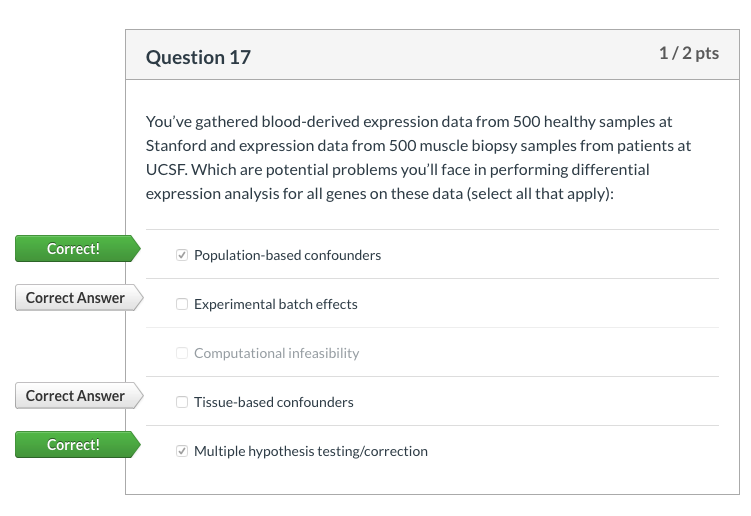 Question 17
1 / 2 pts
You’ve gathered blood-derived expression data from 500 healthy samples at
Stanford and expression data from 500 muscle biopsy samples from patients at
UCSF. Which are potential problems you’ll face in performing differential
expression analysis for all genes on these data (select all that apply):
Correct!
Population-based confounders
Correct Answer
Experimental batch effects
Computational infeasibility
Correct Answer
Tissue-based confounders
Correct!
Multiple hypothesis testing/correction